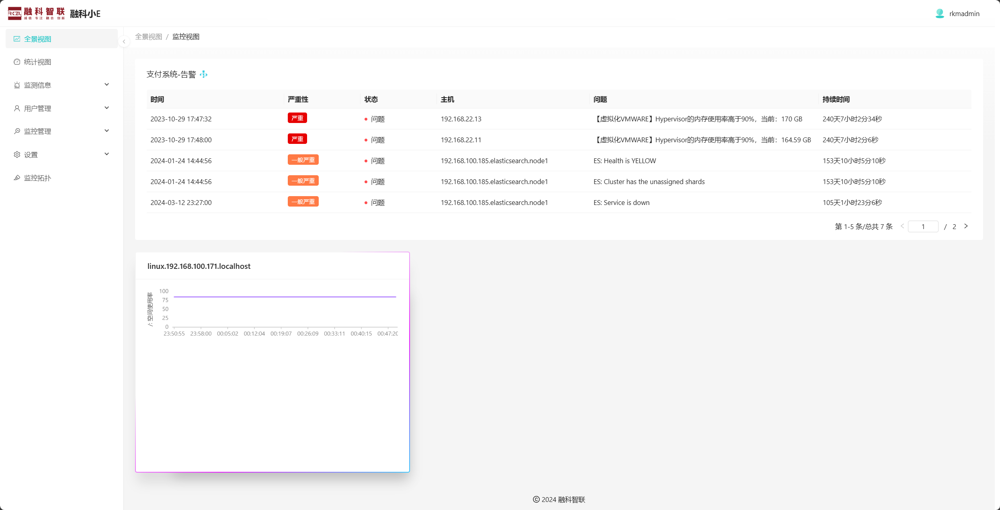 RKZL 融科智联
诚信 专注 融合 创新
融科小E
rkmadmin
全景视图
统计视图
监测信息
用户管理
监控管理
设置
监控拓扑
全景视图 / 监控视图
支付系统-告警
时间 严重性 状态 主机 问题 持续时间
2023-10-29 17:47:32 严重 问题 192.168.22.13 【虚拟化VMWARE】Hypervisor的内存使用率高于90%，当前：170 GB 240天7小时2分34秒
2023-10-29 17:48:00 严重 问题 192.168.22.11 【虚拟化VMWARE】Hypervisor的内存使用率高于90%，当前：164.59 GB 240天7小时2分6秒
2024-01-24 14:44:56 一般严重 问题 192.168.100.185.elasticsearch.node1 ES: Health is YELLOW 153天10小时5分10秒
2024-01-24 14:44:56 一般严重 问题 192.168.100.185.elasticsearch.node1 ES: Cluster has the unassigned shards 153天10小时5分10秒
2024-03-12 23:27:00 一般严重 问题 192.168.100.185.elasticsearch.node1 ES: Service is down 105天1小时23分6秒
第 1-5 条/总共 7 条 < 1 / 2 >
linux.192.168.100.171.localhost
/: 空间使用率
100
75
50
25
0
23:50:55 23:58:00 00:05:02 00:12:04 00:19:07 00:26:09 00:33:11 00:40:15 00:47:20
© 2024 融科智联